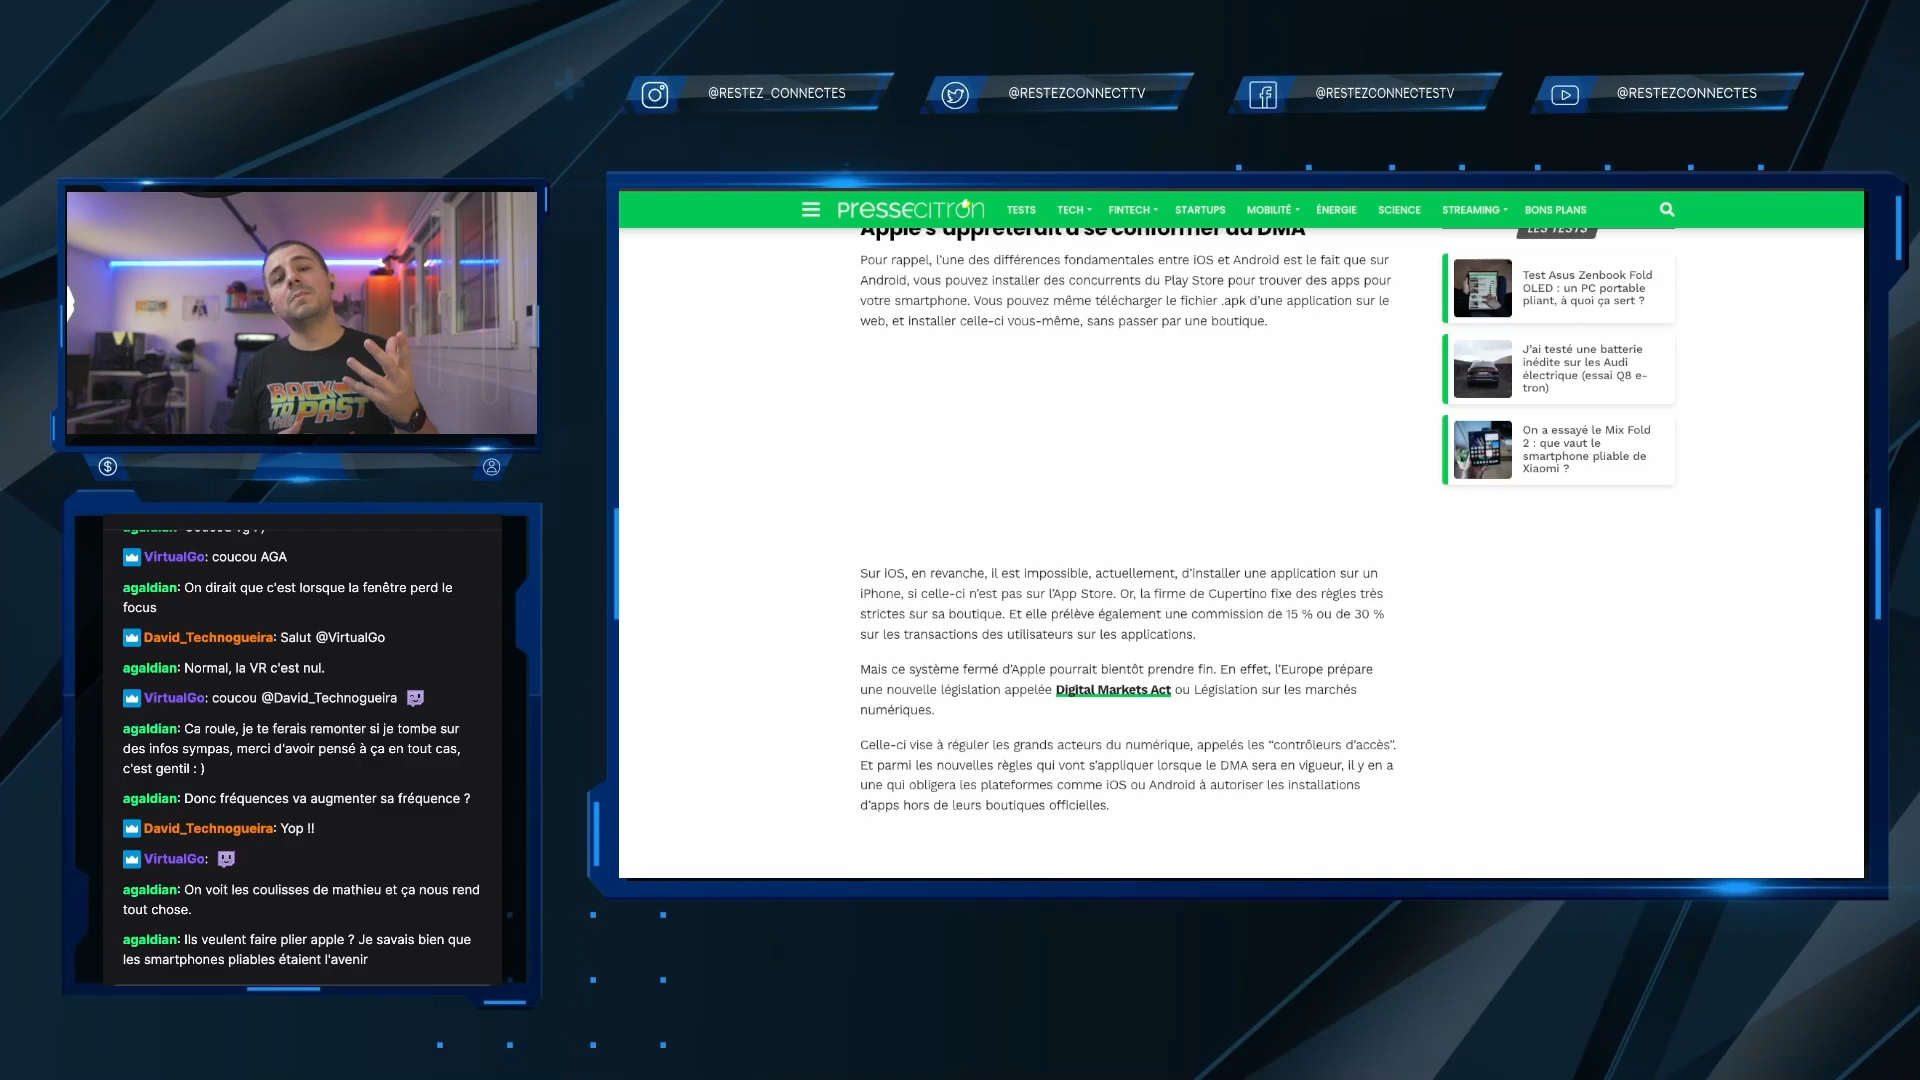 @RESTEZ_CONNECTES
@RESTEZCONNECTTV
@RESTEZCONNECTESTV
@RESTEZCONNECTES
PRESSECITRON
TESTS
TECH
FINTECH
STARTUPS
MOBILITÉ
ÉNERGIE
SCIENCE
STREAMING
BONS PLANS
Apple s'apprêterait à se conformer au DMA
Pour rappel, l'une des différences fondamentales entre iOS et Android est le fait que sur
Android, vous pouvez installer des concurrents du Play Store pour trouver des apps pour
votre smartphone. Vous pouvez même télécharger le fichier .apk d'une application sur le
web, et installer celle-ci vous-même, sans passer par une boutique.
Sur iOS, en revanche, il est impossible, actuellement, d'installer une application sur un
iPhone, si celle-ci n'est pas sur l'App Store. Or, la firme de Cupertino fixe des règles très
strictes sur sa boutique. Et elle prélève également une commission de 15 % ou de 30 %
sur les transactions des utilisateurs sur les applications.
Mais ce système fermé d'Apple pourrait bientôt prendre fin. En effet, l'Europe prépare
une nouvelle législation appelée Digital Markets Act ou Législation sur les marchés
numériques.
Celle-ci vise à réguler les grands acteurs du numérique, appelés les “contrôleurs d'accès”.
Et parmi les nouvelles règles qui vont s'appliquer lorsque le DMA sera en vigueur, il y en a
une qui obligera les plateformes comme iOS ou Android à autoriser les installations
d'apps hors de leurs boutiques officielles.
LES TESTS
Test Asus Zenbook Fold
OLED : un PC portable
pliant, à quoi ça sert ?
J'ai testé une batterie
inédite sur les Audi
électrique (essai Q8 e-
tron)
On a essayé le Mix Fold
2 : que vaut le
smartphone pliable de
Xiaomi ?
BACK
TO THE PAST
VirtualGo: coucou AGA
agaldian: On dirait que c'est lorsque la fenêtre perd le
focus
David_Technogueira: Salut @VirtualGo
agaldian: Normal, la VR c'est nul.
VirtualGo: coucou @David_Technogueira
agaldian: Ca roule, je te ferais remonter si je tombe sur
des infos sympas, merci d'avoir pensé à ça en tout cas,
c'est gentil : )
agaldian: Donc fréquences va augmenter sa fréquence ?
David_Technogueira: Yop !!
VirtualGo:
agaldian: On voit les coulisses de mathieu et ça nous rend
tout chose.
agaldian: Ils veulent faire plier apple ? Je savais bien que
les smartphones pliables étaient l'avenir